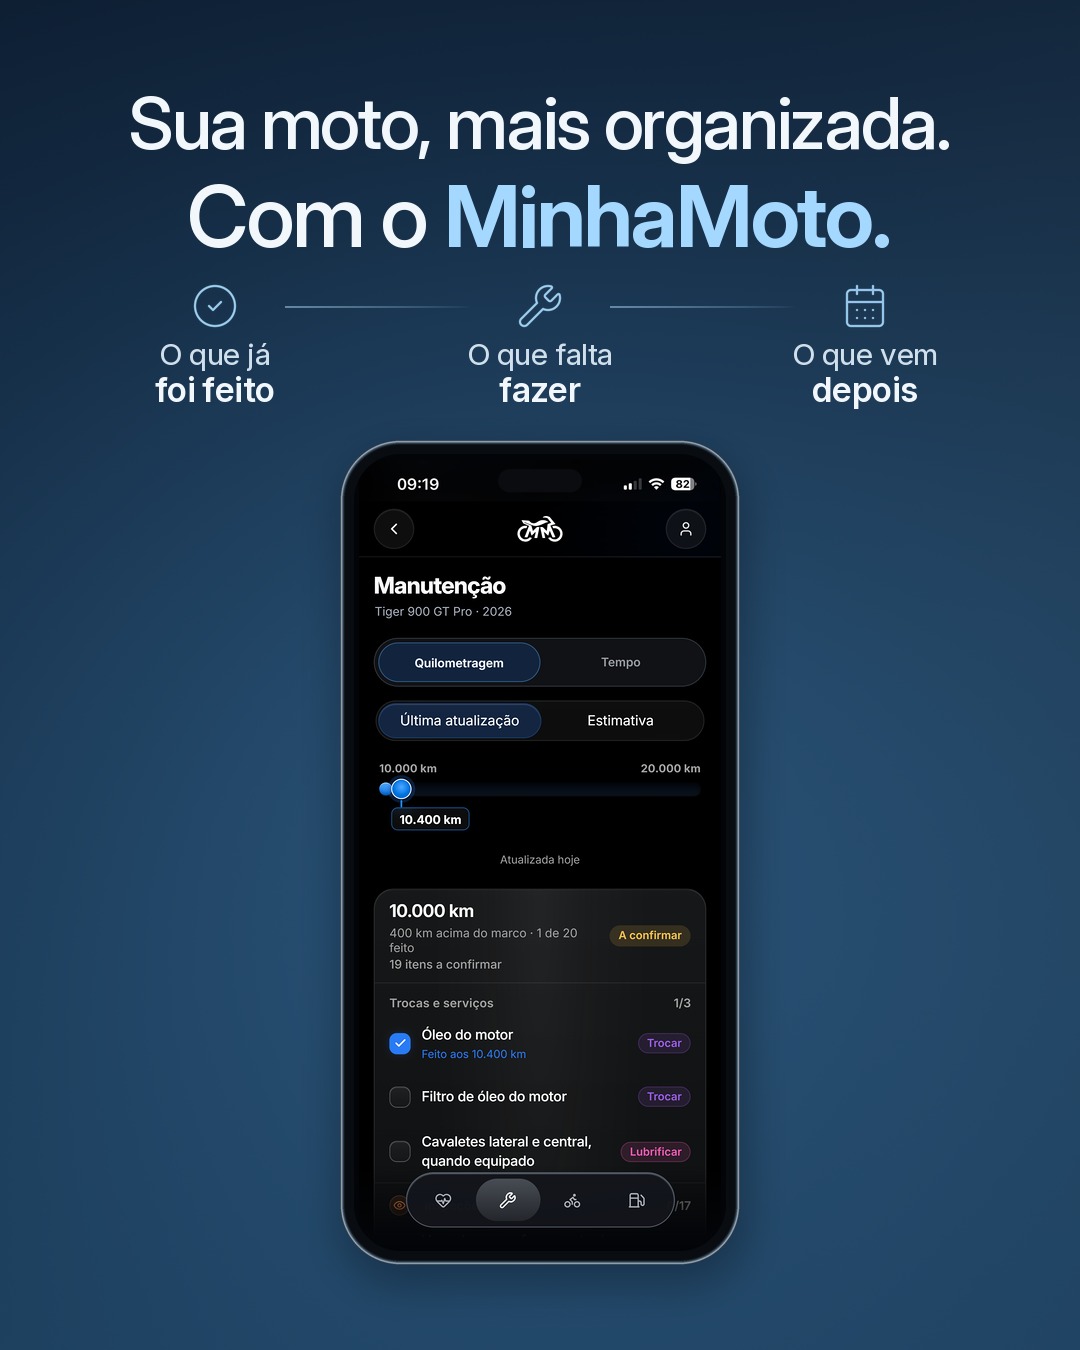 Sua moto, mais organizada.
Com o MinhaMoto.
O que já
foi feito
O que falta
fazer
O que vem
depois
09:19
82
MM
Manutenção
Tiger 900 GT Pro · 2026
Quilometragem
Tempo
Última atualização
Estimativa
10.000 km
20.000 km
10.400 km
Atualizada hoje
10.000 km
400 km acima do marco · 1 de 20
feito
19 itens a confirmar
A confirmar
Trocas e serviços
1/3
Óleo do motor
Feito aos 10.400 km
Trocar
Filtro de óleo do motor
Trocar
Cavaletes lateral e central,
quando equipado
Lubrificar
/17